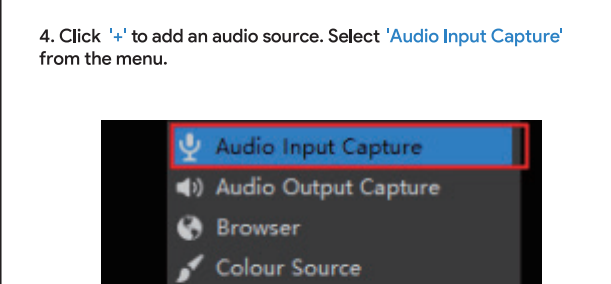 4. Click '+' to add an audio source. Select 'Audio Input Capture'
from the menu.
Audio Input Capture
Audio Output Capture
Browser
Colour Source